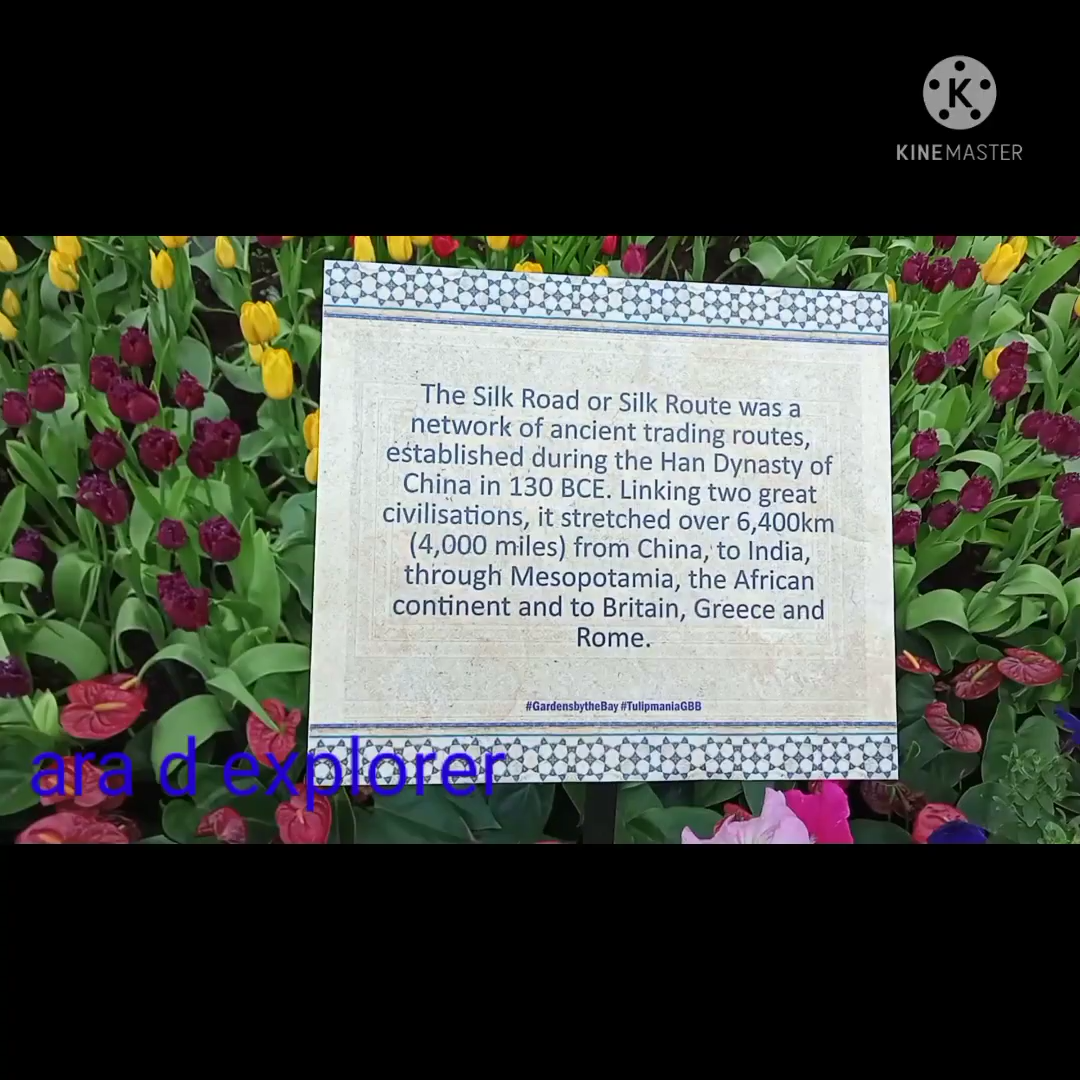 K
KINEMASTER
The Silk Road or Silk Route was a
network of ancient trading routes,
established during the Han Dynasty of
China in 130 BCE. Linking two great
civilisations, it stretched over 6,400km
(4,000 miles) from China, to India,
through Mesopotamia, the African
continent and to Britain, Greece and
Rome.
#GardensbytheBay #TulipmaniaGBB
ara d explorer